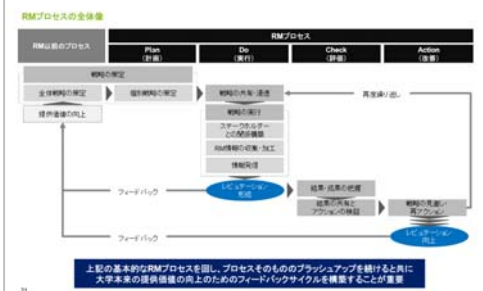 RMプロセスの全体像
RM以前のプロセス
RMプロセス
Plan
(計画)
Do
(実行)
Check
(評価)
Action
(改善)
戦略の策定
全体戦略の策定
個別戦略の策定
戦略の共有・浸透
再度繰り返し
提供価値の向上
戦略の実行
ステークホルダー
との関係構築
RM情報の収集・加工
情報発信
レピュテーション
形成
フィードバック
結果・成果の把握
結果の共有と
アクションの検証
戦略の見直し
再アクション
フィードバック
レピュテーション
向上
上記の基本的なRMプロセスを回し、プロセスそのもののブラッシュアップを続けると共に
大学本来の提供価値の向上のためのフィードバックサイクルを構築することが重要